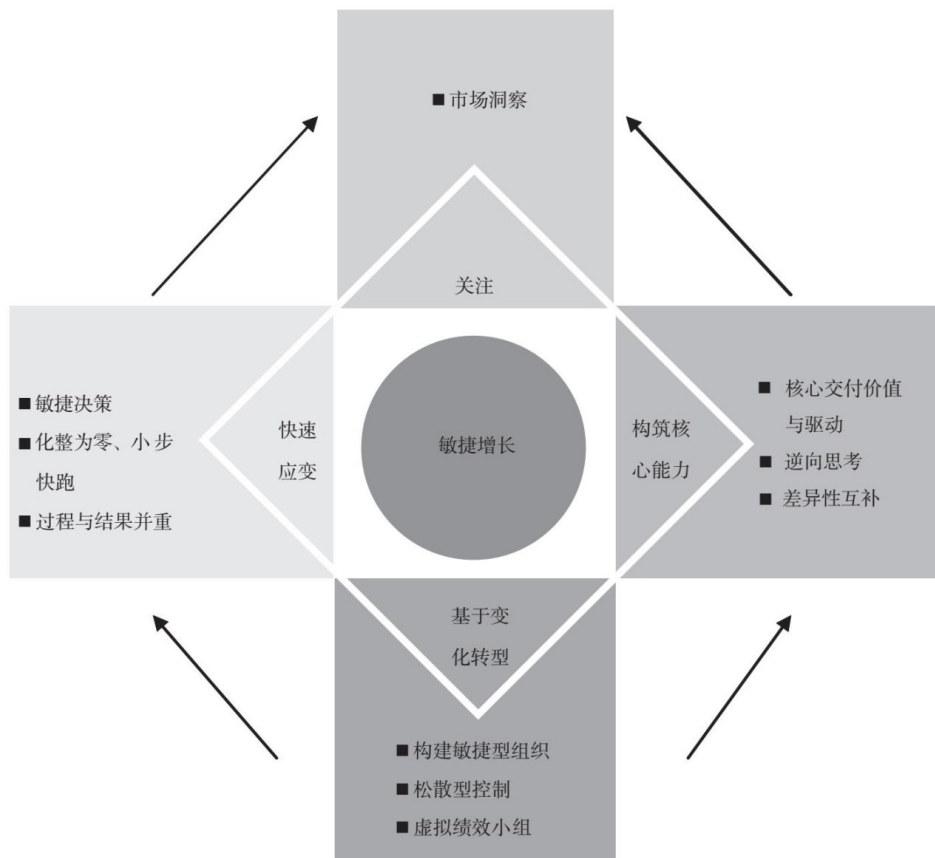 ■ 市场洞察
关注
■ 敏捷决策
■ 化整为零、小步
快跑
■ 过程与结果并重
快速
应变
敏捷增长
构筑核
心能力
■ 核心交付价值
与驱动
■ 逆向思考
■ 差异性互补
基于变
化转型
■ 构建敏捷型组织
■ 松散型控制
■ 虚拟绩效小组